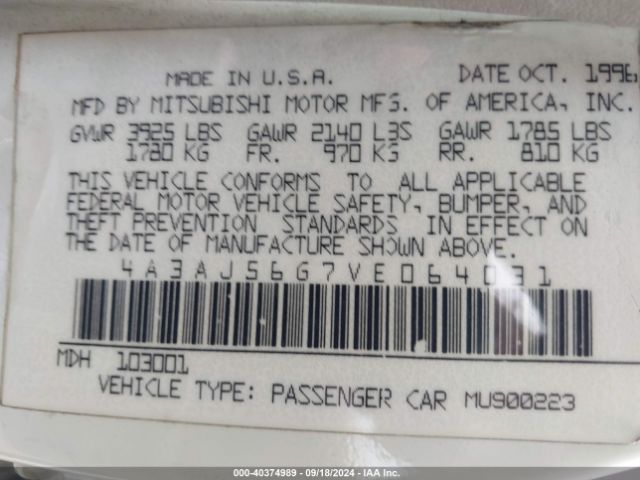 MADE IN U.S.A. DATE OCT. 1996
MFD BY MITSUBISHI MOTOR MFG. OF AMERICA, INC.
GVWR 3925 LBS GAWR 2140 LBS GAWR 1785 LBS
1780 KG FR. 970 KG RR. 810 KG
THIS VEHICLE CONFORMS TO ALL APPLICABLE
FEDERAL MOTOR VEHICLE SAFETY, BUMPER, AND
THEFT PREVENTION STANDARDS IN EFFECT ON
THE DATE OF MANUFACTURE SHOWN ABOVE.
4A3AJ56G7VE064031
MDH 103001
VEHICLE TYPE: PASSENGER CAR MU900223
000-40374989 | 09/18/2024 | IAA Inc.